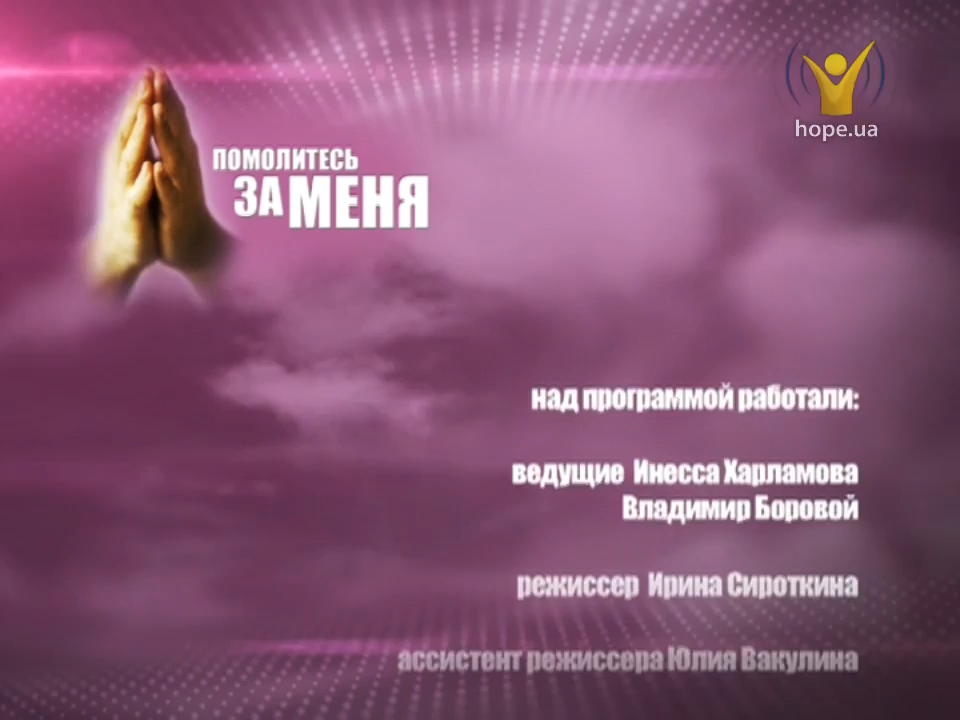 hope.ua
ПОМОЛИТЕСЬ
ЗА МЕНЯ
над программой работали:
ведущие Инесса Харламова
Владимир Боровой
режиссер Ирина Сироткина
ассистент режиссера Юлия Вакулина